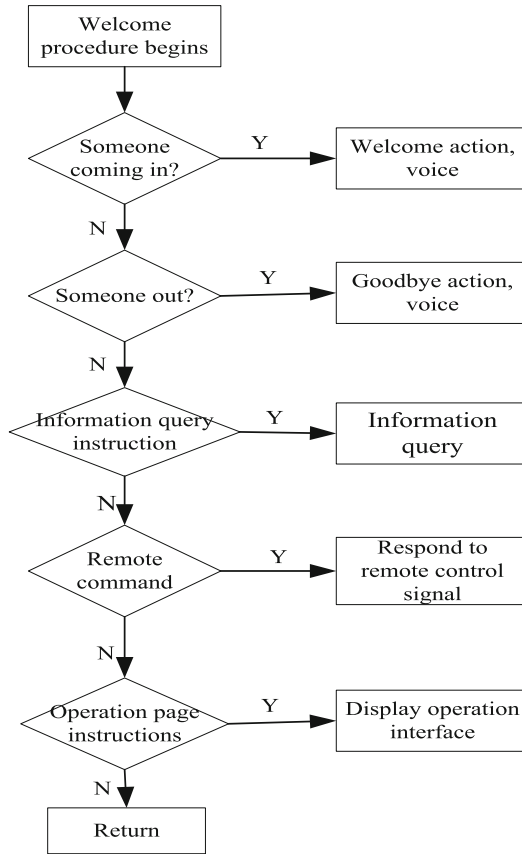 Welcome
procedure begins
Someone
coming in?
Y
Welcome action,
voice
N
Someone out?
Y
Goodbye action,
voice
N
Information query
instruction
Y
Information
query
N
Remote
command
Y
Respond to
remote control
signal
N
Operation page
instructions
Y
Display operation
interface
N
Return